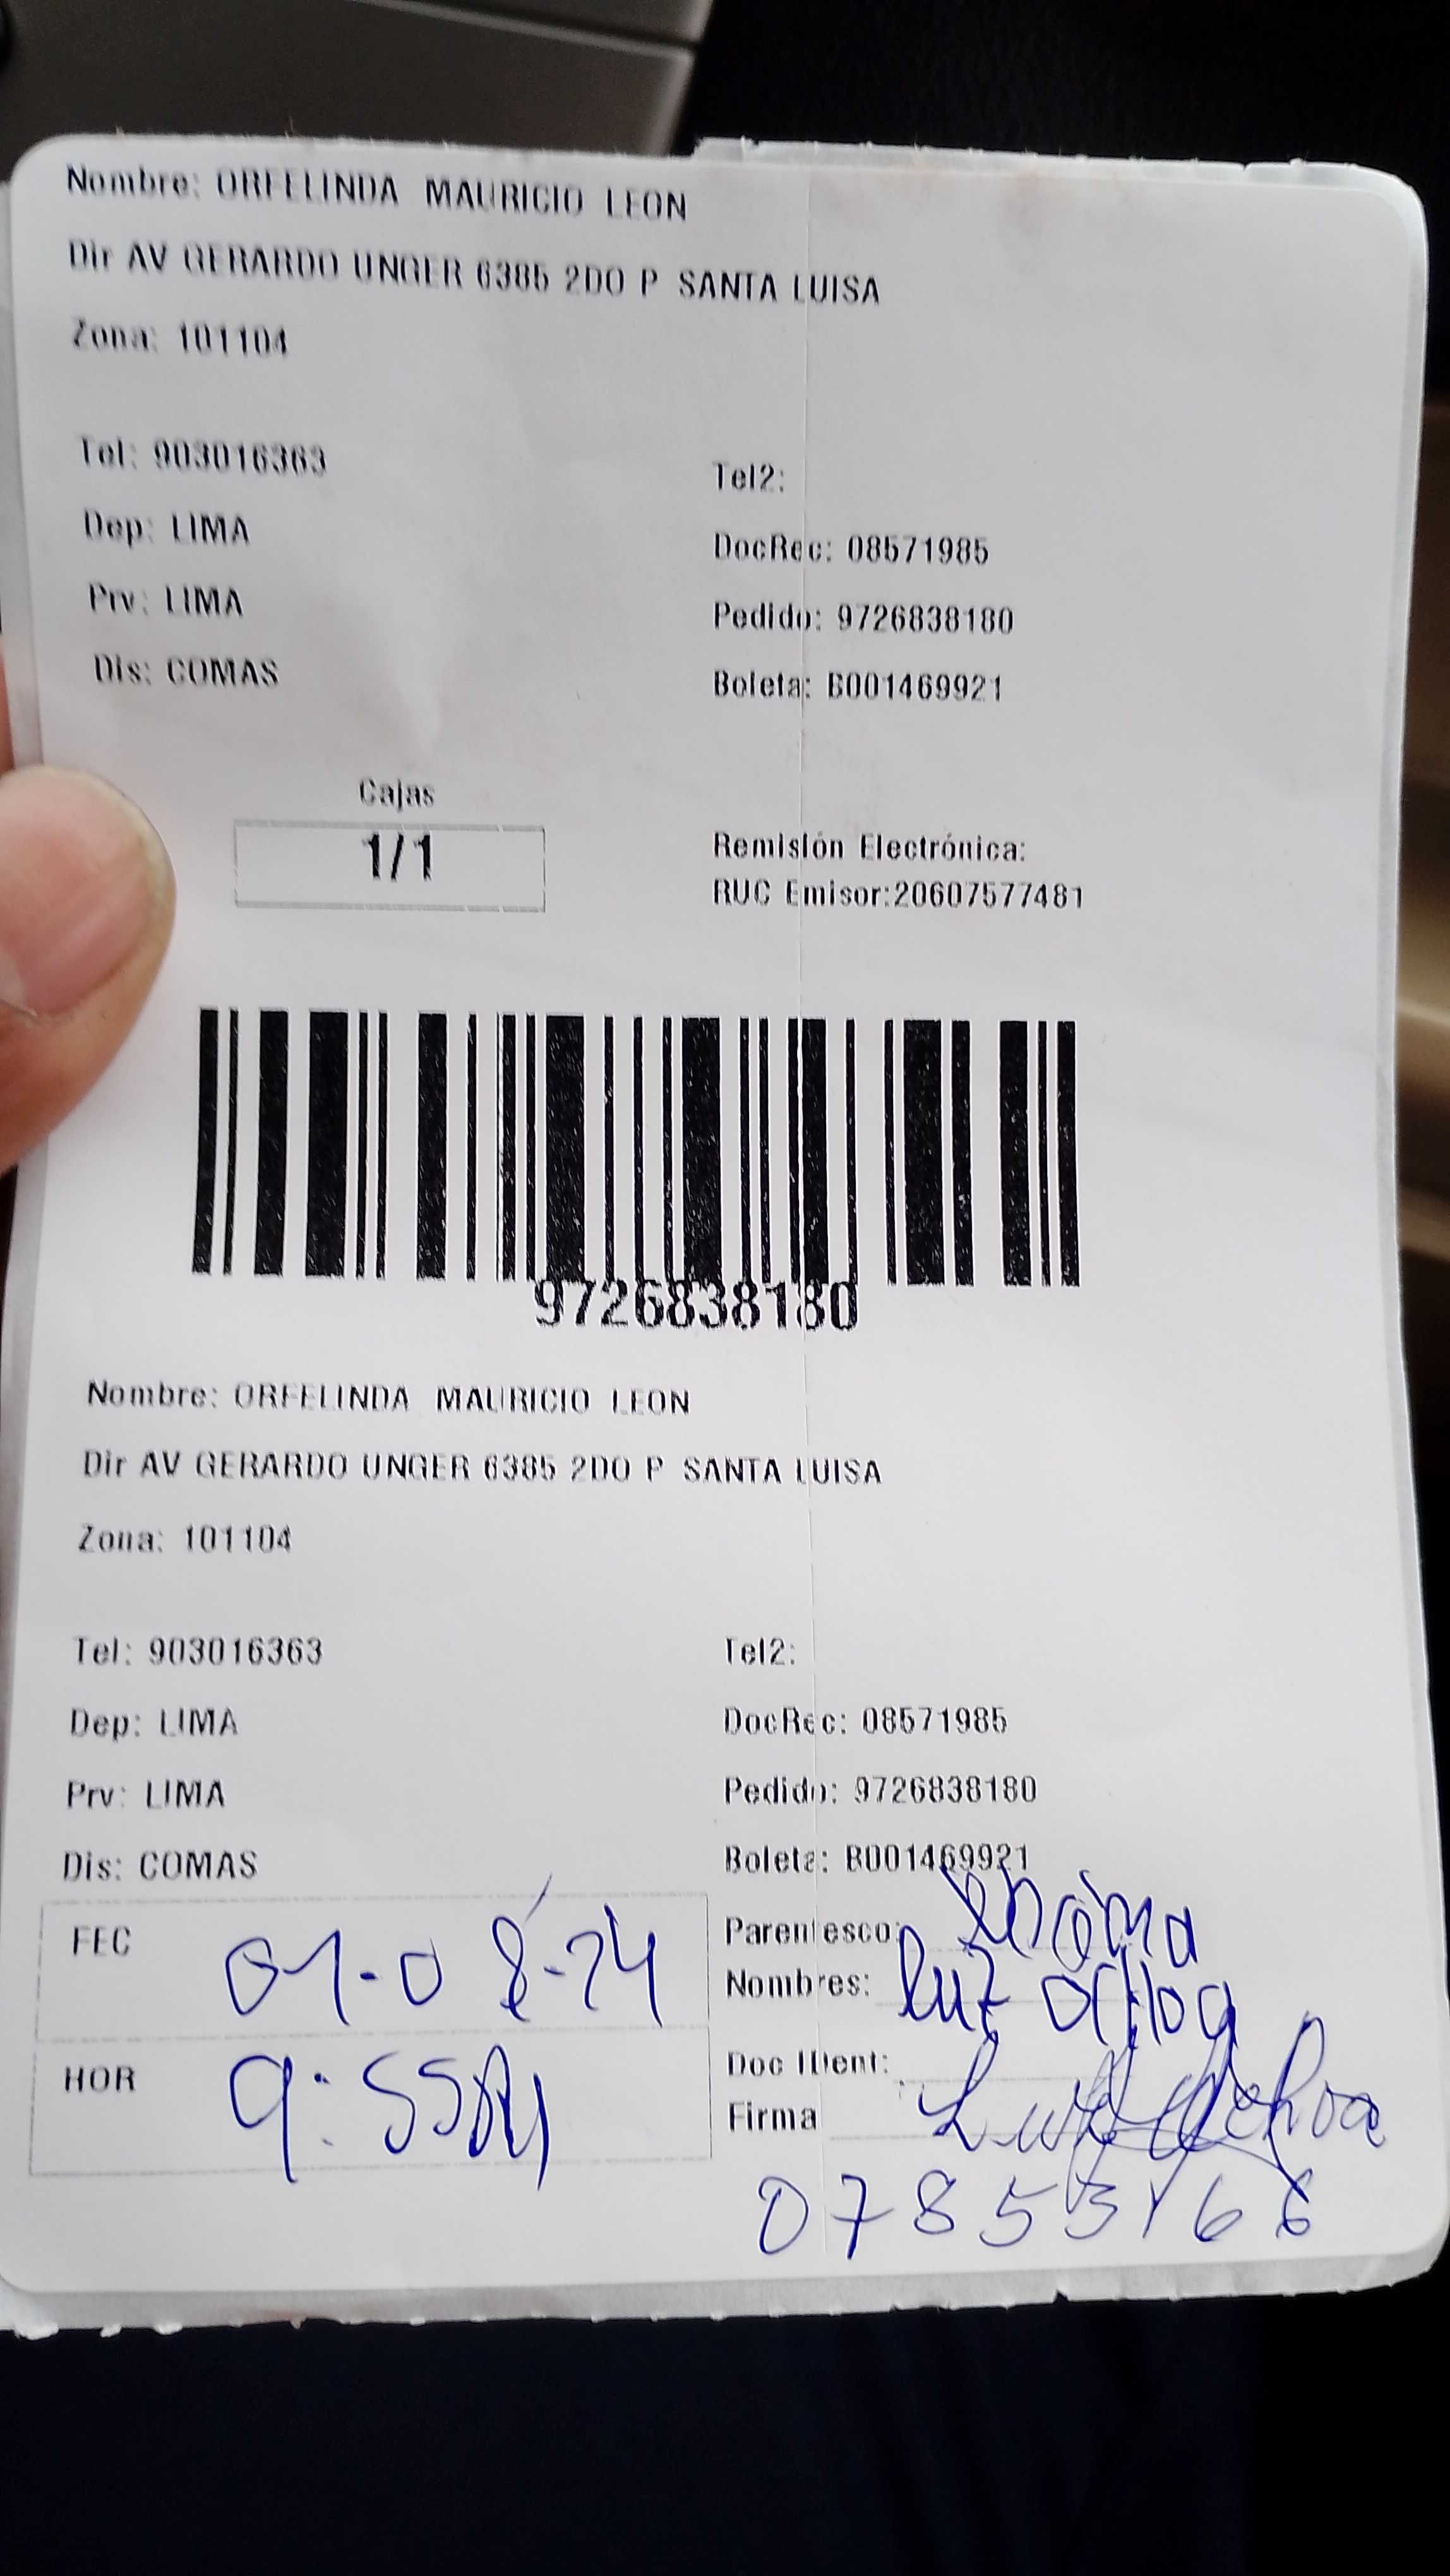 Nombre: ORFELINDA MAURICIO LEON
Dir AV GERARDO UNGER 6385 2DO P SANTA LUISA
Zona: 101104
Tel: 903016363
Tel2:
Dep: LIMA
DocRec: 08571985
Prv: LIMA
Pedido: 9726838180
Dis: COMAS
Boleta: B001469921
Cajas
1/1
Remisión Electrónica:
RUC Emisor:20607577481
9726838180
Nombre: ORFELINDA MAURICIO LEON
Dir AV GERARDO UNGER 6385 2DO P SANTA LUISA
Zona: 101104
Tel: 903016363
Tel2:
Dep: LIMA
DocRec: 08571985
Prv: LIMA
Pedido: 9726838180
Dis: COMAS
Boleta: B001469921
FEC 01-08-24
Parentesco:
Nombres: luz
HOR 9:55
Doc IDent:
Firma